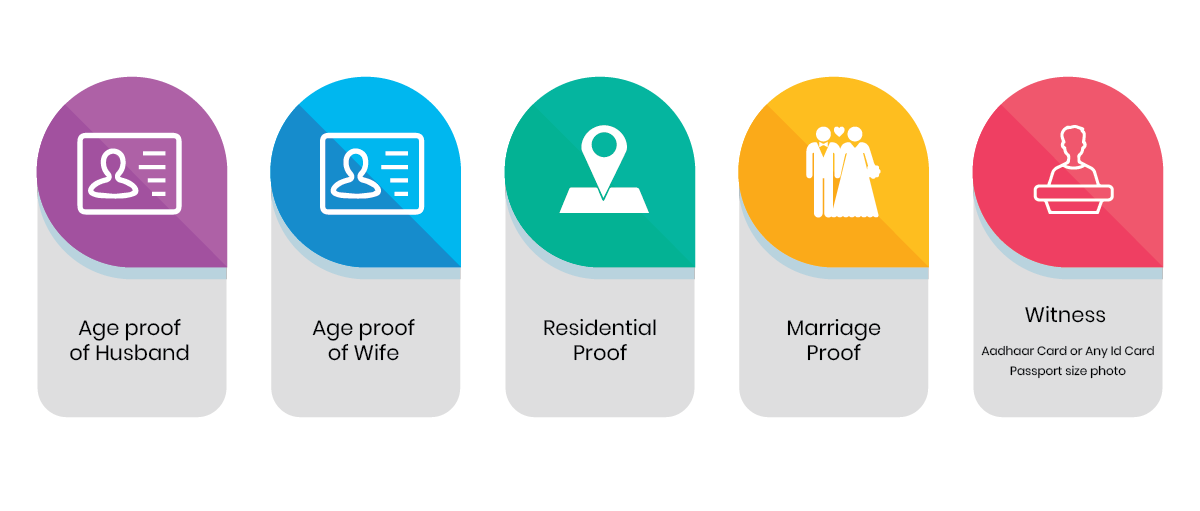 Age proof
of Husband
Age proof
of Wife
Residential
Proof
Marriage
Proof
Witness
Aadhaar Card or Any Id Card
Passport size photo